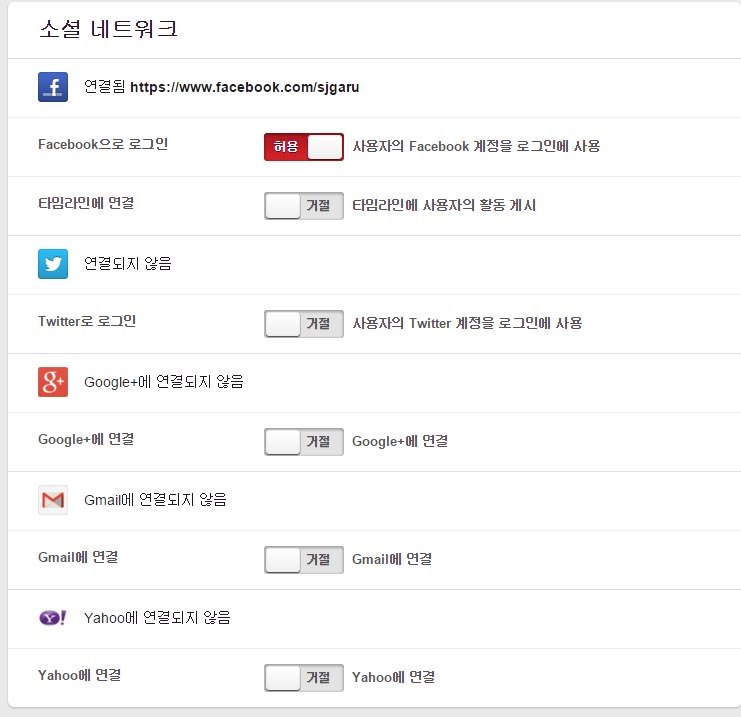 소셜 네트워크
f 연결됨 https://www.facebook.com/sjgaru
Facebook으로 로그인 허용 사용자의 Facebook 계정을 로그인에 사용
타임라인에 연결 거절 타임라인에 사용자의 활동 게시
연결되지 않음
Twitter로 로그인 거절 사용자의 Twitter 계정을 로그인에 사용
g+ Google+에 연결되지 않음
Google+에 연결 거절 Google+에 연결
Gmail에 연결되지 않음
Gmail에 연결 거절 Gmail에 연결
Y! Yahoo에 연결되지 않음
Yahoo에 연결 거절 Yahoo에 연결